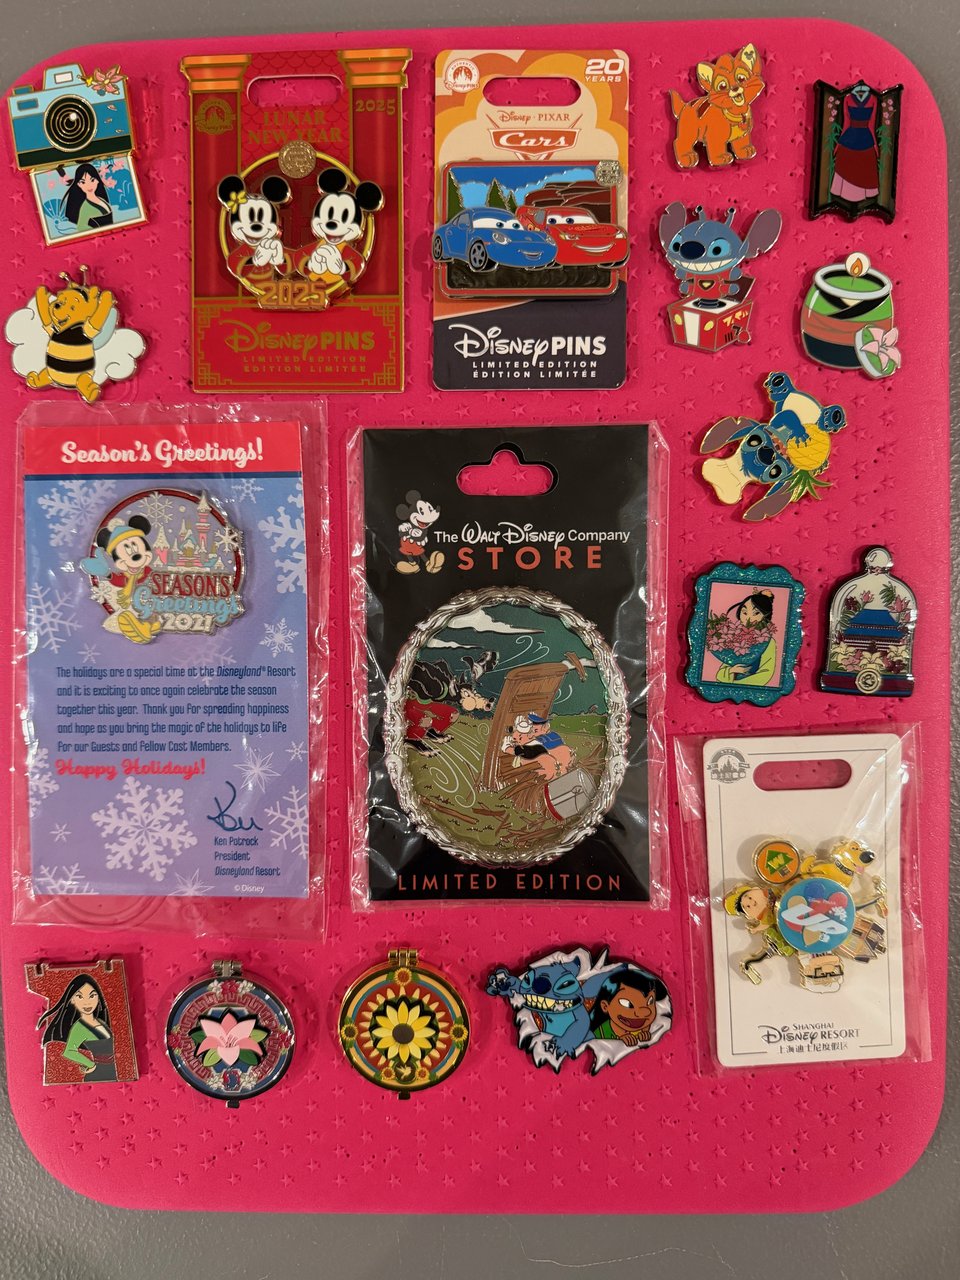 LUNAR
NEW YEAR
2025
2025
Disney PINS
LIMITED EDITION
ÉDITION LIMITÉE
Disney PINS
20
YEARS
Disney • PIXAR
Cars
Disney PINS
LIMITED EDITION
ÉDITION LIMITÉE
Season's Greetings!
SEASON'S
Greetings
2021
The holidays are a special time at the Disneyland® Resort
and it is exciting to once again celebrate the season
together this year. Thank you for spreading happiness
and hope as you bring the magic of the holidays to life
for our Guests and Fellow Cast Members.
Happy Holidays!
Ken Potrock
President
Disneyland Resort
© Disney
The Walt Disney Company
STORE
LIMITED EDITION
UP
SHANGHAI
Disney RESORT
上海迪士尼度假区